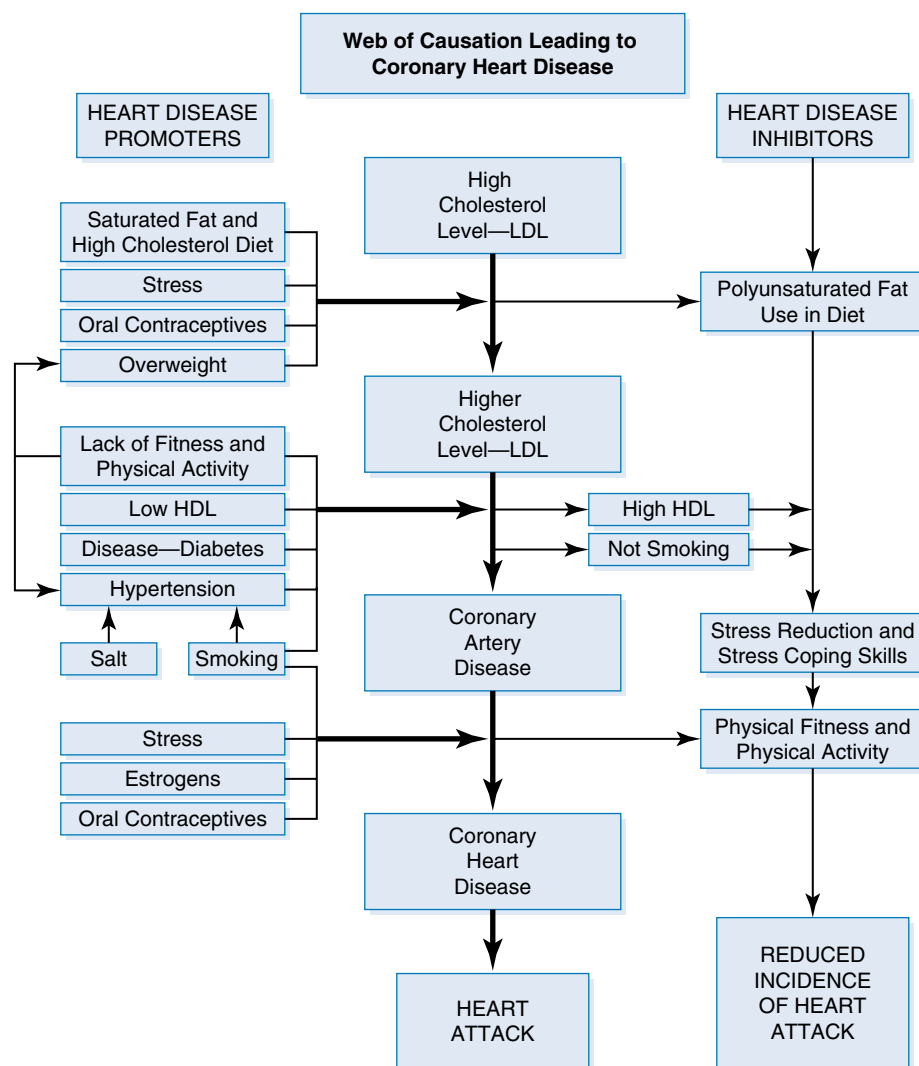 Web of Causation Leading to
Coronary Heart Disease
HEART DISEASE
PROMOTERS
HEART DISEASE
INHIBITORS
High
Cholesterol
Level—LDL
Saturated Fat and
High Cholesterol Diet
Stress
Oral Contraceptives
Overweight
Polyunsaturated Fat
Use in Diet
Higher
Cholesterol
Level—LDL
Lack of Fitness and
Physical Activity
Low HDL
Disease—Diabetes
Hypertension
Salt
Smoking
High HDL
Not Smoking
Coronary
Artery
Disease
Stress Reduction and
Stress Coping Skills
Physical Fitness and
Physical Activity
Stress
Estrogens
Oral Contraceptives
Coronary
Heart
Disease
HEART
ATTACK
REDUCED
INCIDENCE
OF HEART
ATTACK